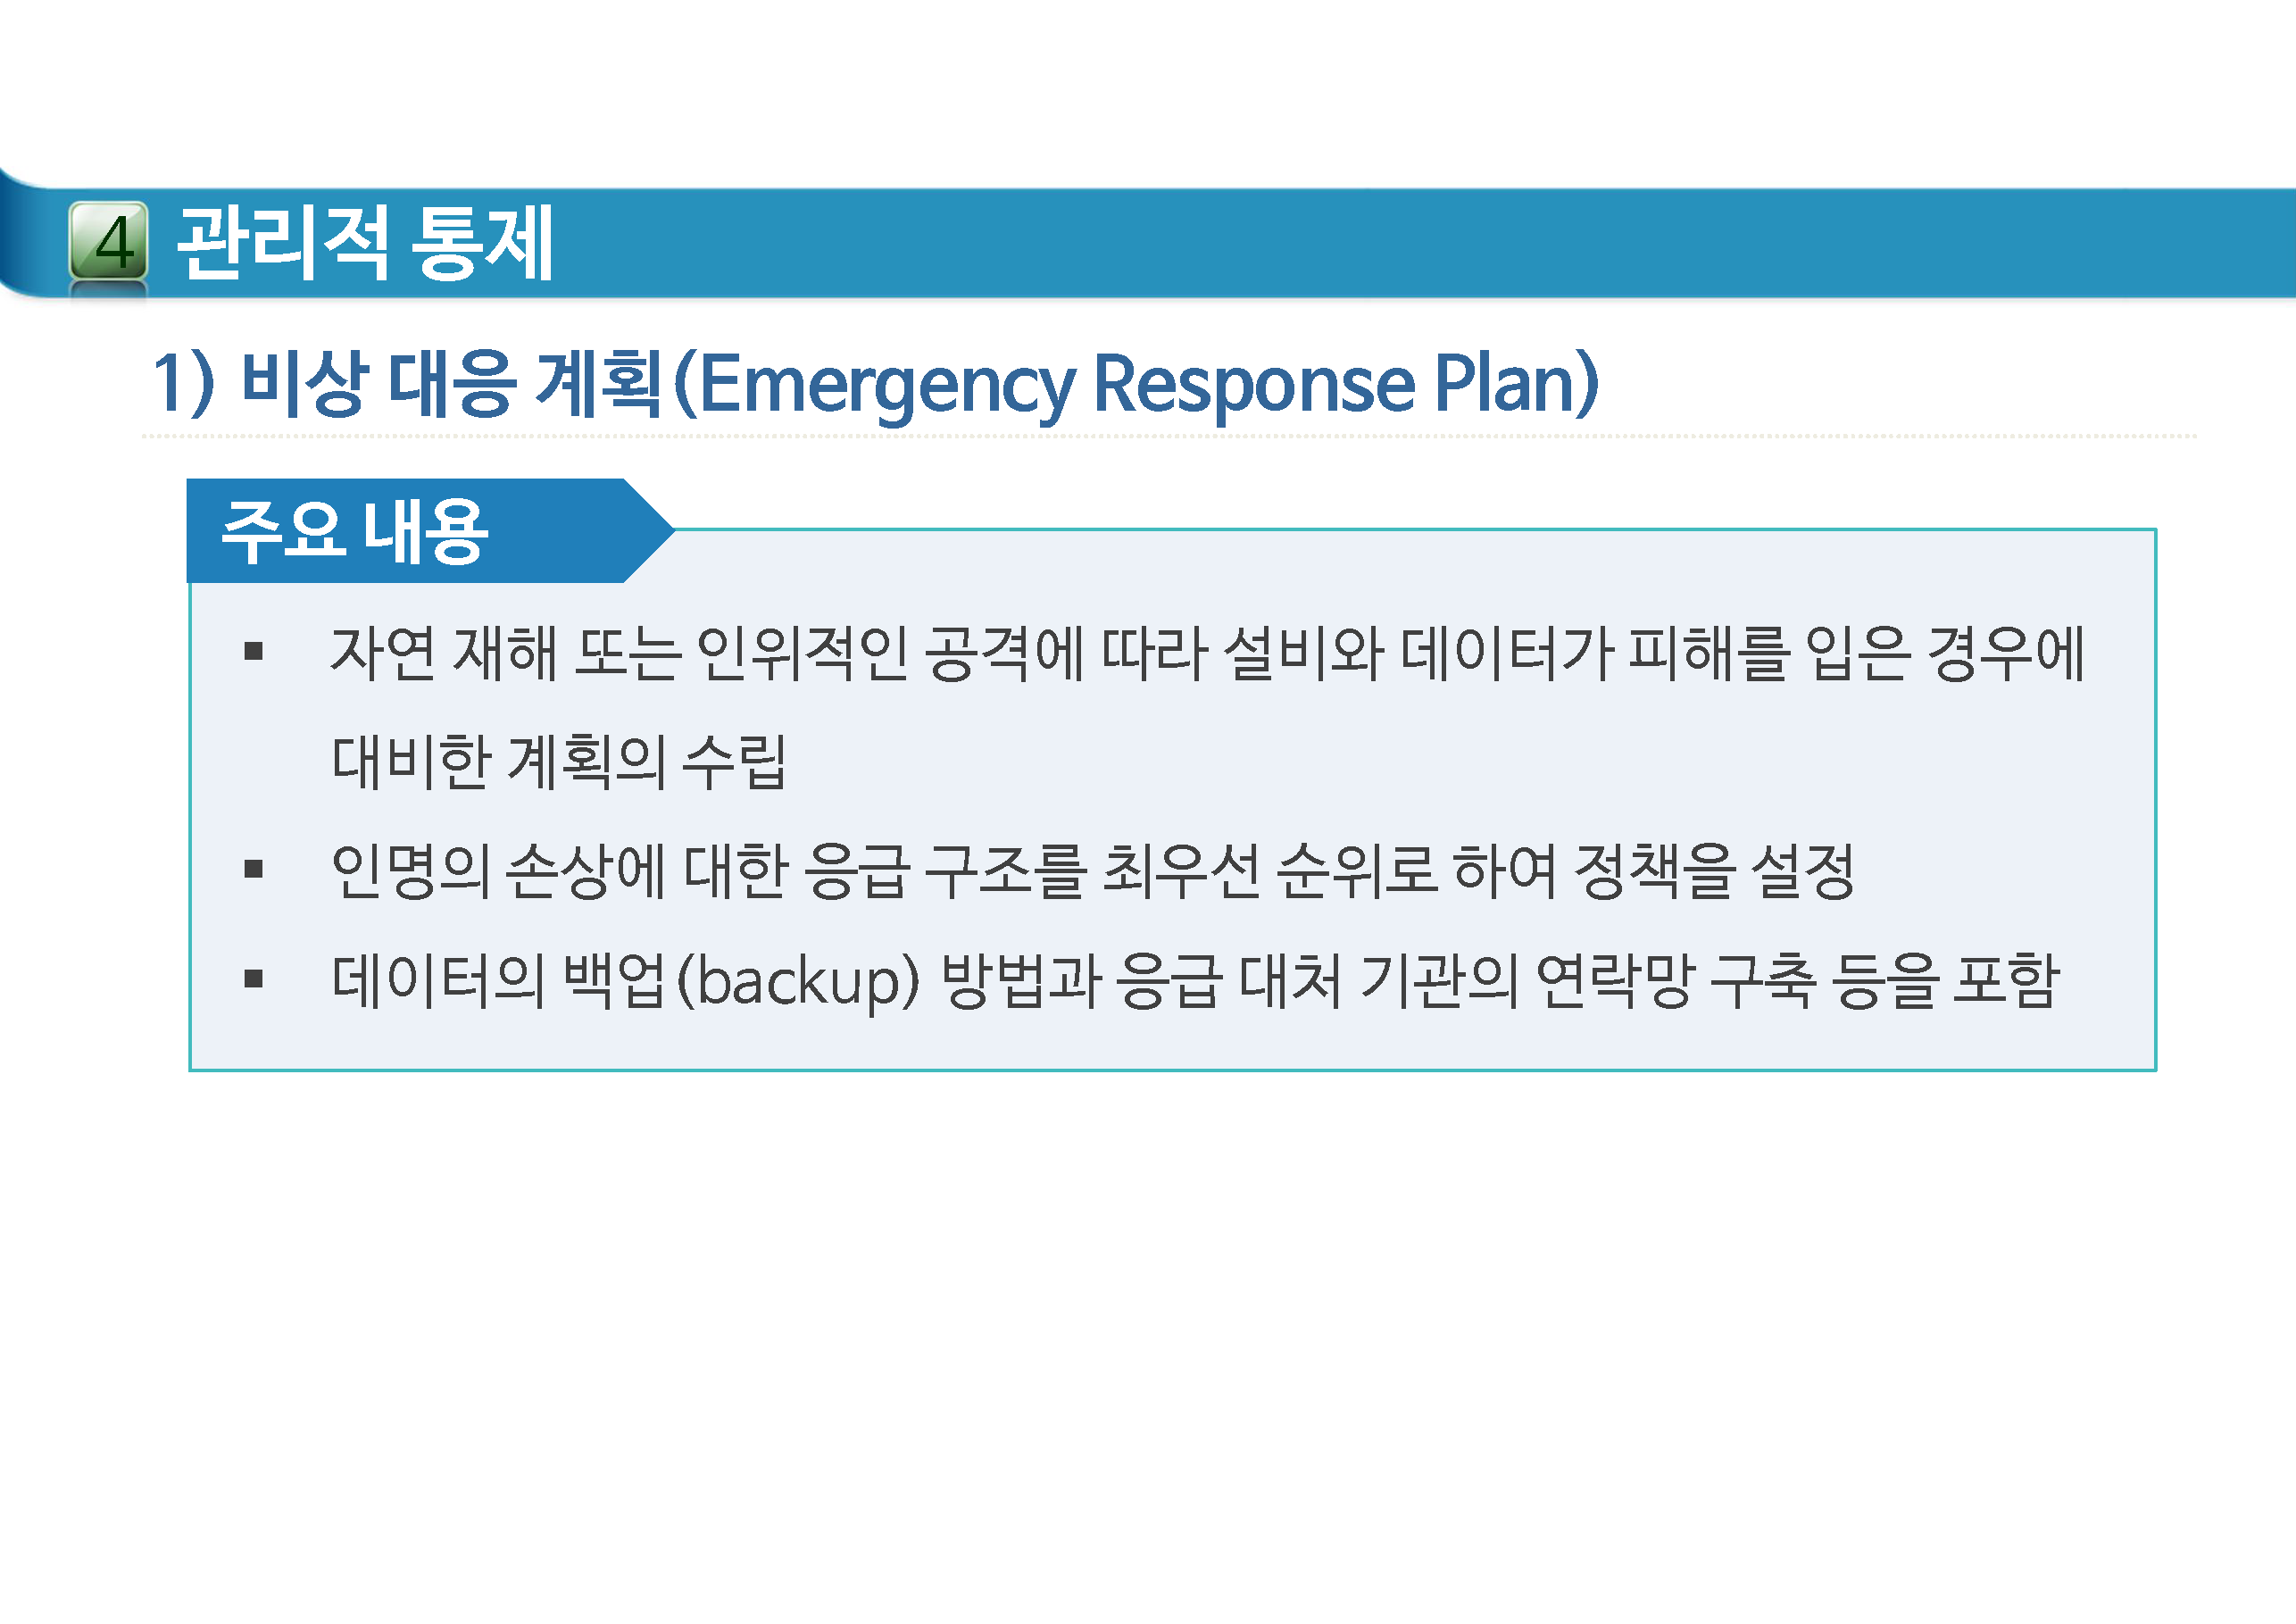 4 관리적 통제
1) 비상 대응 계획(Emergency Response Plan)
주요 내용
▪ 자연 재해 또는 인위적인 공격에 따라 설비와 데이터가 피해를 입은 경우에
대비한 계획의 수립
▪ 인명의 손상에 대한 응급 구조를 최우선 순위로 하여 정책을 설정
▪ 데이터의 백업(backup) 방법과 응급 대처 기관의 연락망 구축 등을 포함